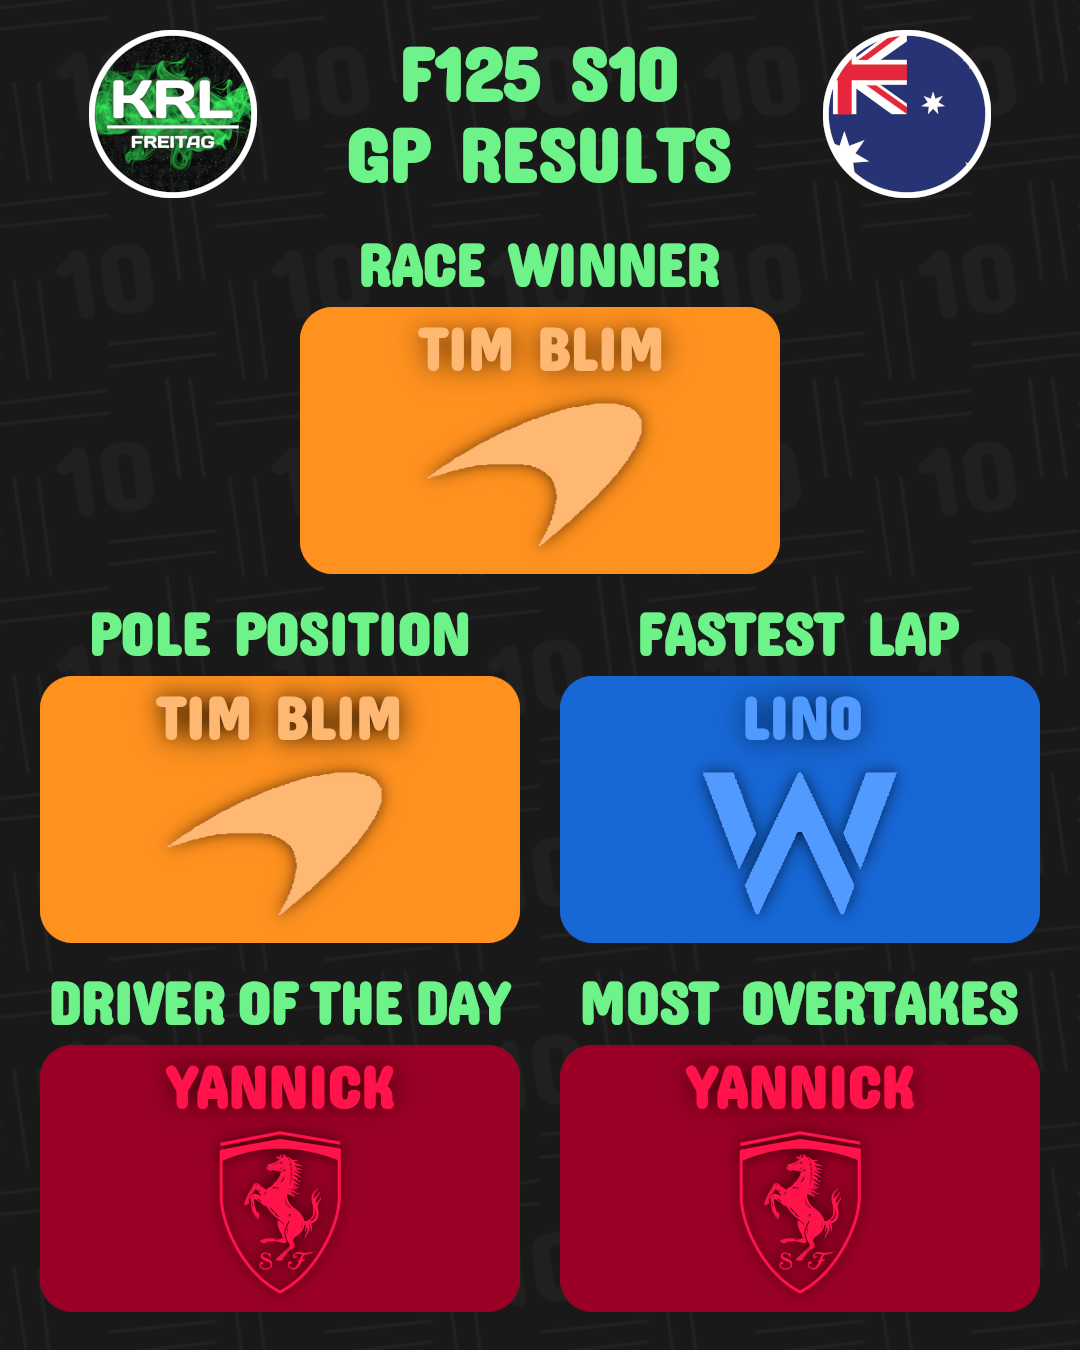 KRL
FREITAG
F125 S10
GP RESULTS
RACE WINNER
TIM BLIM
POLE POSITION
TIM BLIM
FASTEST LAP
LINO
W
DRIVER OF THE DAY
YANNICK
S F
MOST OVERTAKES
YANNICK
S F